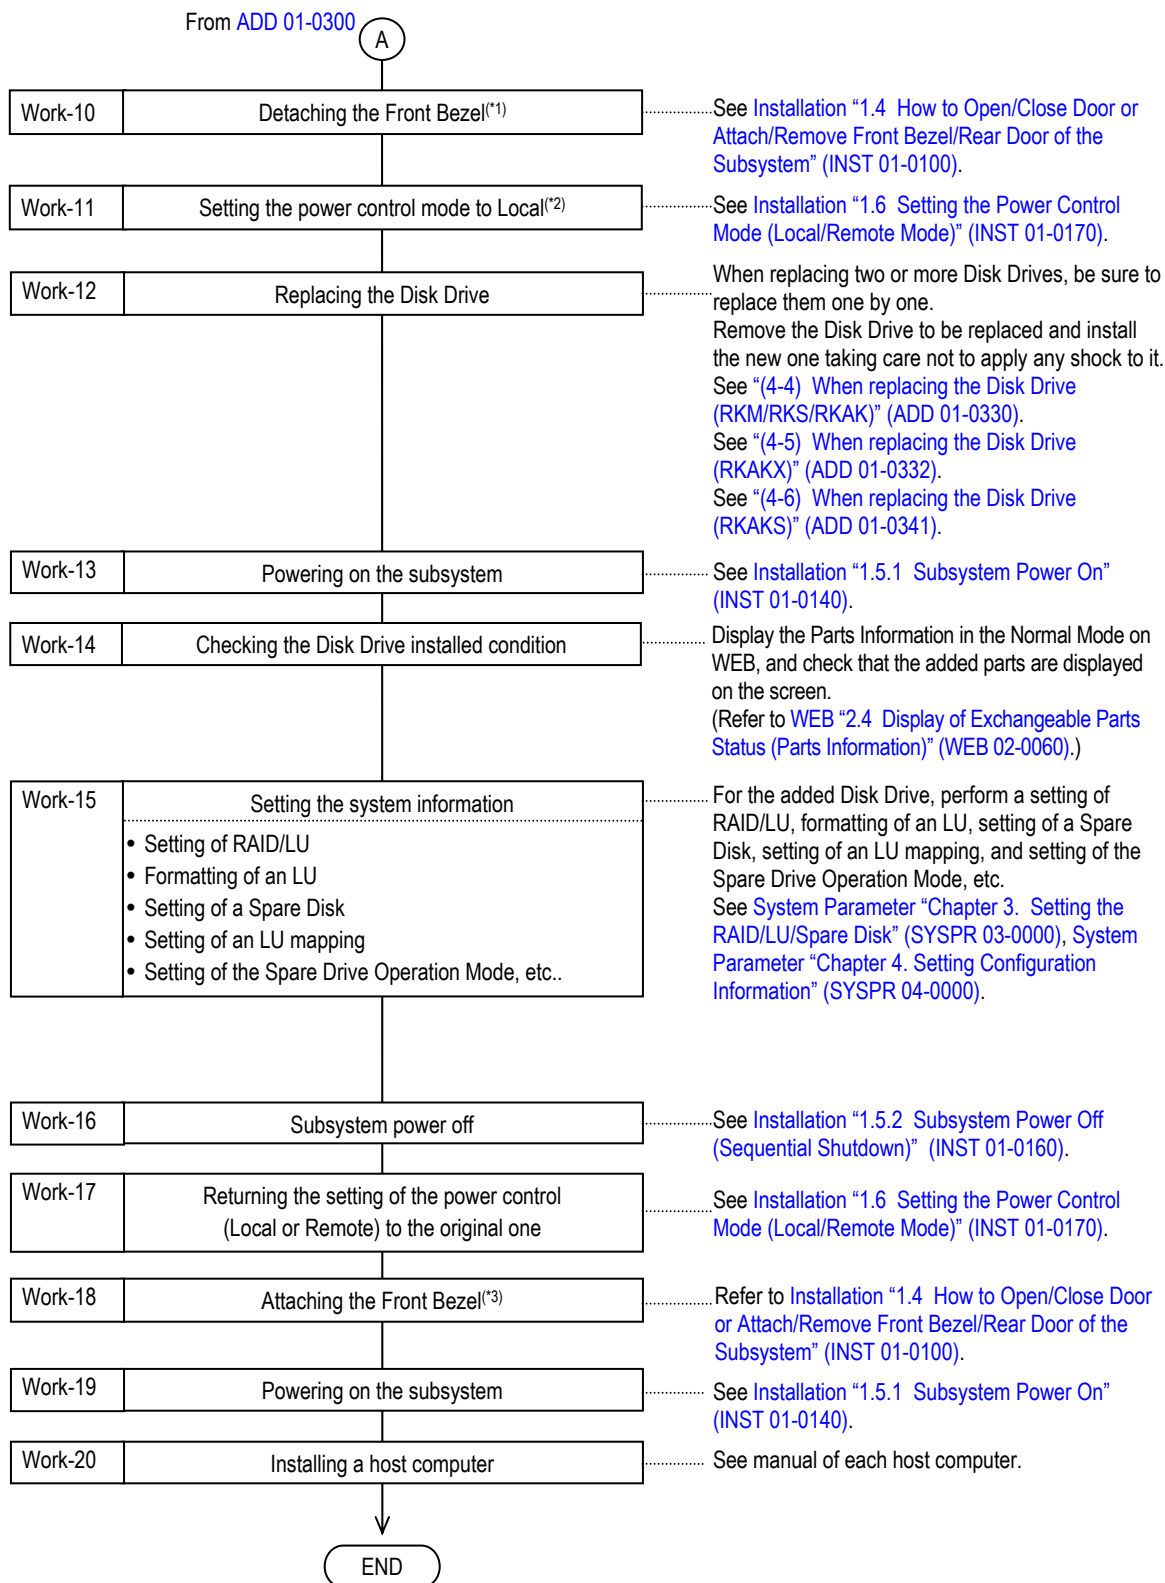 From ADD 01-0300
A
Work-10
Detaching the Front Bezel(*1)
See Installation “1.4 How to Open/Close Door or
Attach/Remove Front Bezel/Rear Door of the
Subsystem” (INST 01-0100).
Work-11
Setting the power control mode to Local(*2)
See Installation “1.6 Setting the Power Control
Mode (Local/Remote Mode)” (INST 01-0170).
Work-12
Replacing the Disk Drive
When replacing two or more Disk Drives, be sure to
replace them one by one.
Remove the Disk Drive to be replaced and install
the new one taking care not to apply any shock to it.
See “(4-4) When replacing the Disk Drive
(RKM/RKS/RKAK)” (ADD 01-0330).
See “(4-5) When replacing the Disk Drive
(RKAKX)” (ADD 01-0332).
See “(4-6) When replacing the Disk Drive
(RKAKS)” (ADD 01-0341).
Work-13
Powering on the subsystem
See Installation “1.5.1 Subsystem Power On”
(INST 01-0140).
Work-14
Checking the Disk Drive installed condition
Display the Parts Information in the Normal Mode on
WEB, and check that the added parts are displayed
on the screen.
(Refer to WEB “2.4 Display of Exchangeable Parts
Status (Parts Information)” (WEB 02-0060).)
Work-15
Setting the system information
• Setting of RAID/LU
• Formatting of an LU
• Setting of a Spare Disk
• Setting of an LU mapping
• Setting of the Spare Drive Operation Mode, etc..
For the added Disk Drive, perform a setting of
RAID/LU, formatting of an LU, setting of a Spare
Disk, setting of an LU mapping, and setting of the
Spare Drive Operation Mode, etc.
See System Parameter “Chapter 3. Setting the
RAID/LU/Spare Disk” (SYSPR 03-0000), System
Parameter “Chapter 4. Setting Configuration
Information” (SYSPR 04-0000).
Work-16
Subsystem power off
See Installation “1.5.2 Subsystem Power Off
(Sequential Shutdown)” (INST 01-0160).
Work-17
Returning the setting of the power control
(Local or Remote) to the original one
See Installation “1.6 Setting the Power Control
Mode (Local/Remote Mode)” (INST 01-0170).
Work-18
Attaching the Front Bezel(*3)
Refer to Installation “1.4 How to Open/Close Door
or Attach/Remove Front Bezel/Rear Door of the
Subsystem” (INST 01-0100).
Work-19
Powering on the subsystem
See Installation “1.5.1 Subsystem Power On”
(INST 01-0140).
Work-20
Installing a host computer
See manual of each host computer.
END